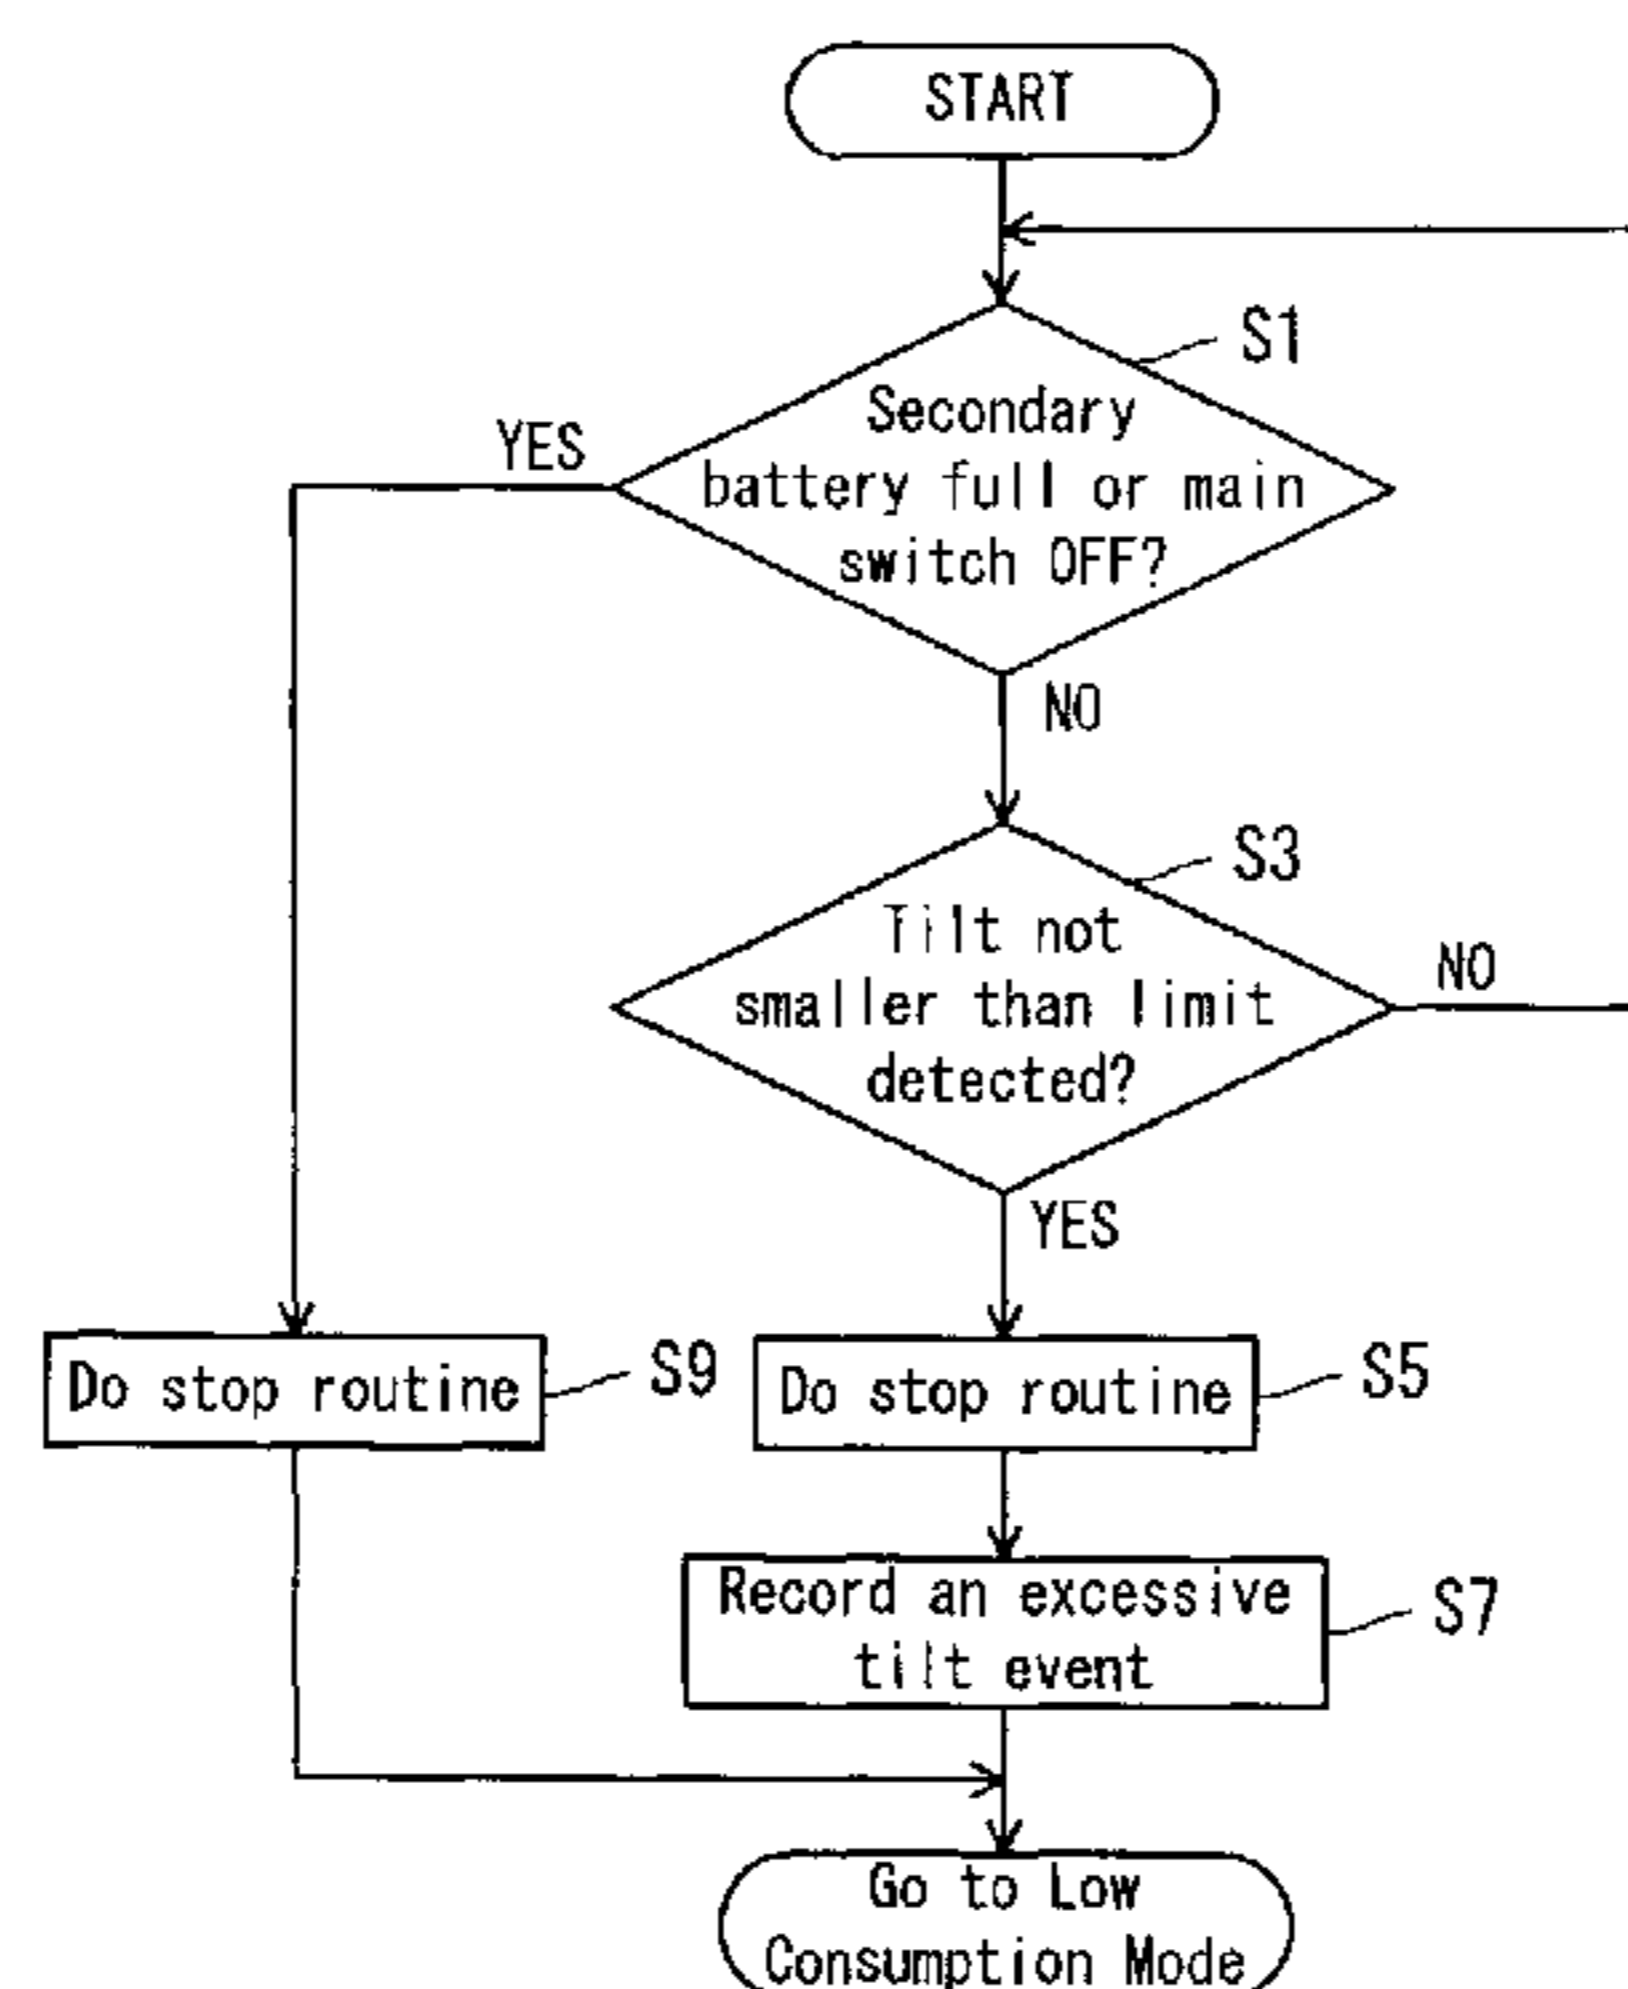 START
S1
Secondary
YES
battery full or main
switch OFF?
NO
S3
Tilt not
NO
smaller than limit
detected?
YES
Do stop routine
S9
Do stop routine
S5
Record an excessive
S7
tilt event
Go to Low
Consumption Mode